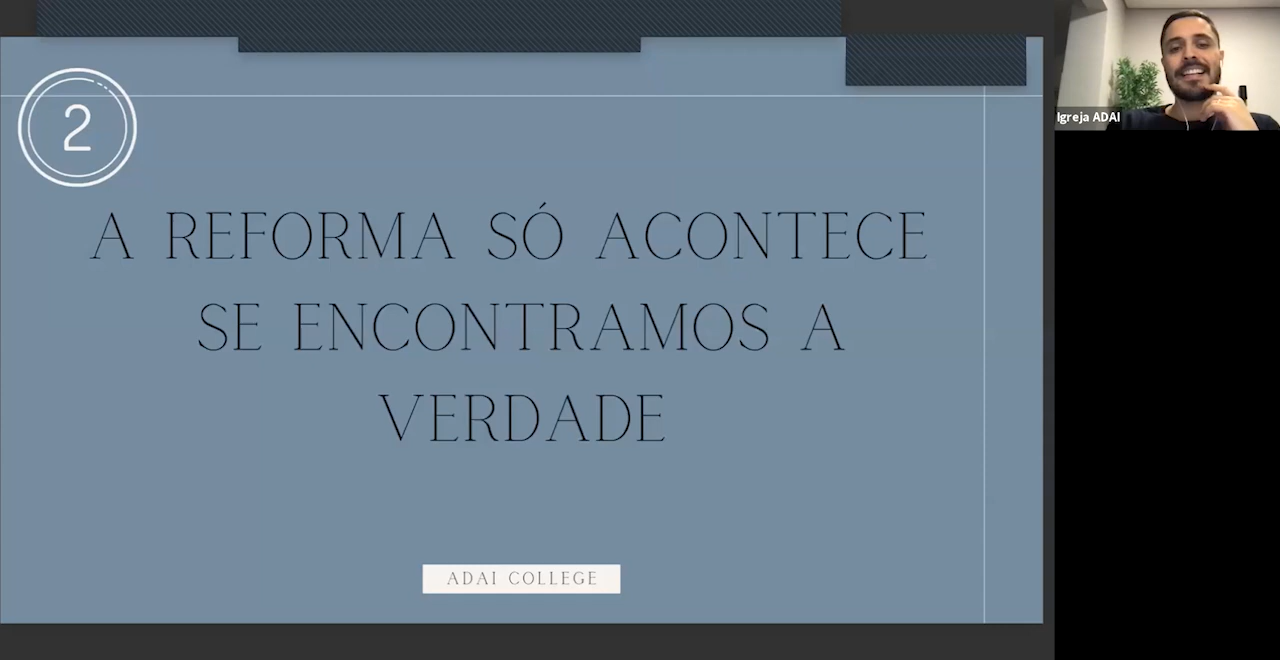 2
A REFORMA SÓ ACONTECE
SE ENCONTRAMOS A
VERDADE
ADAI COLLEGE
Igreja ADAI